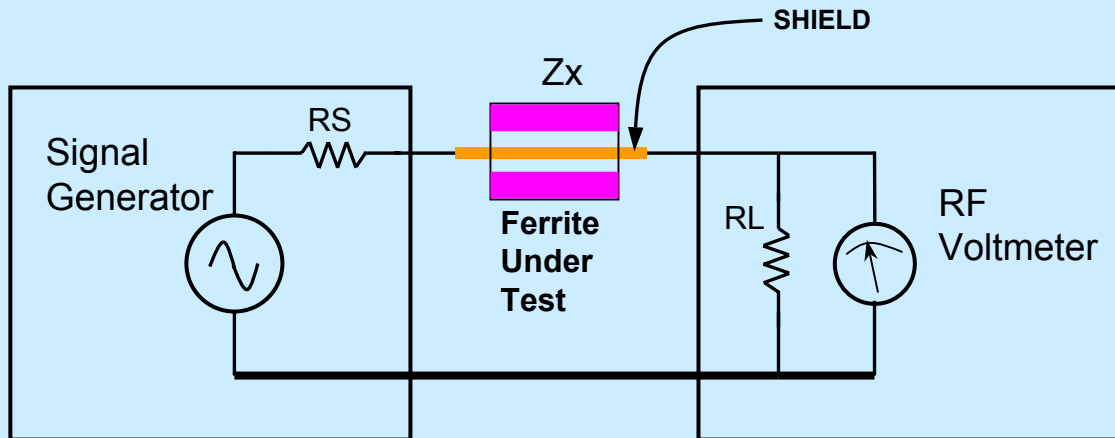 SHIELD
Zx
RS
Signal
Generator
Ferrite
Under
Test
RL
RF
Voltmeter